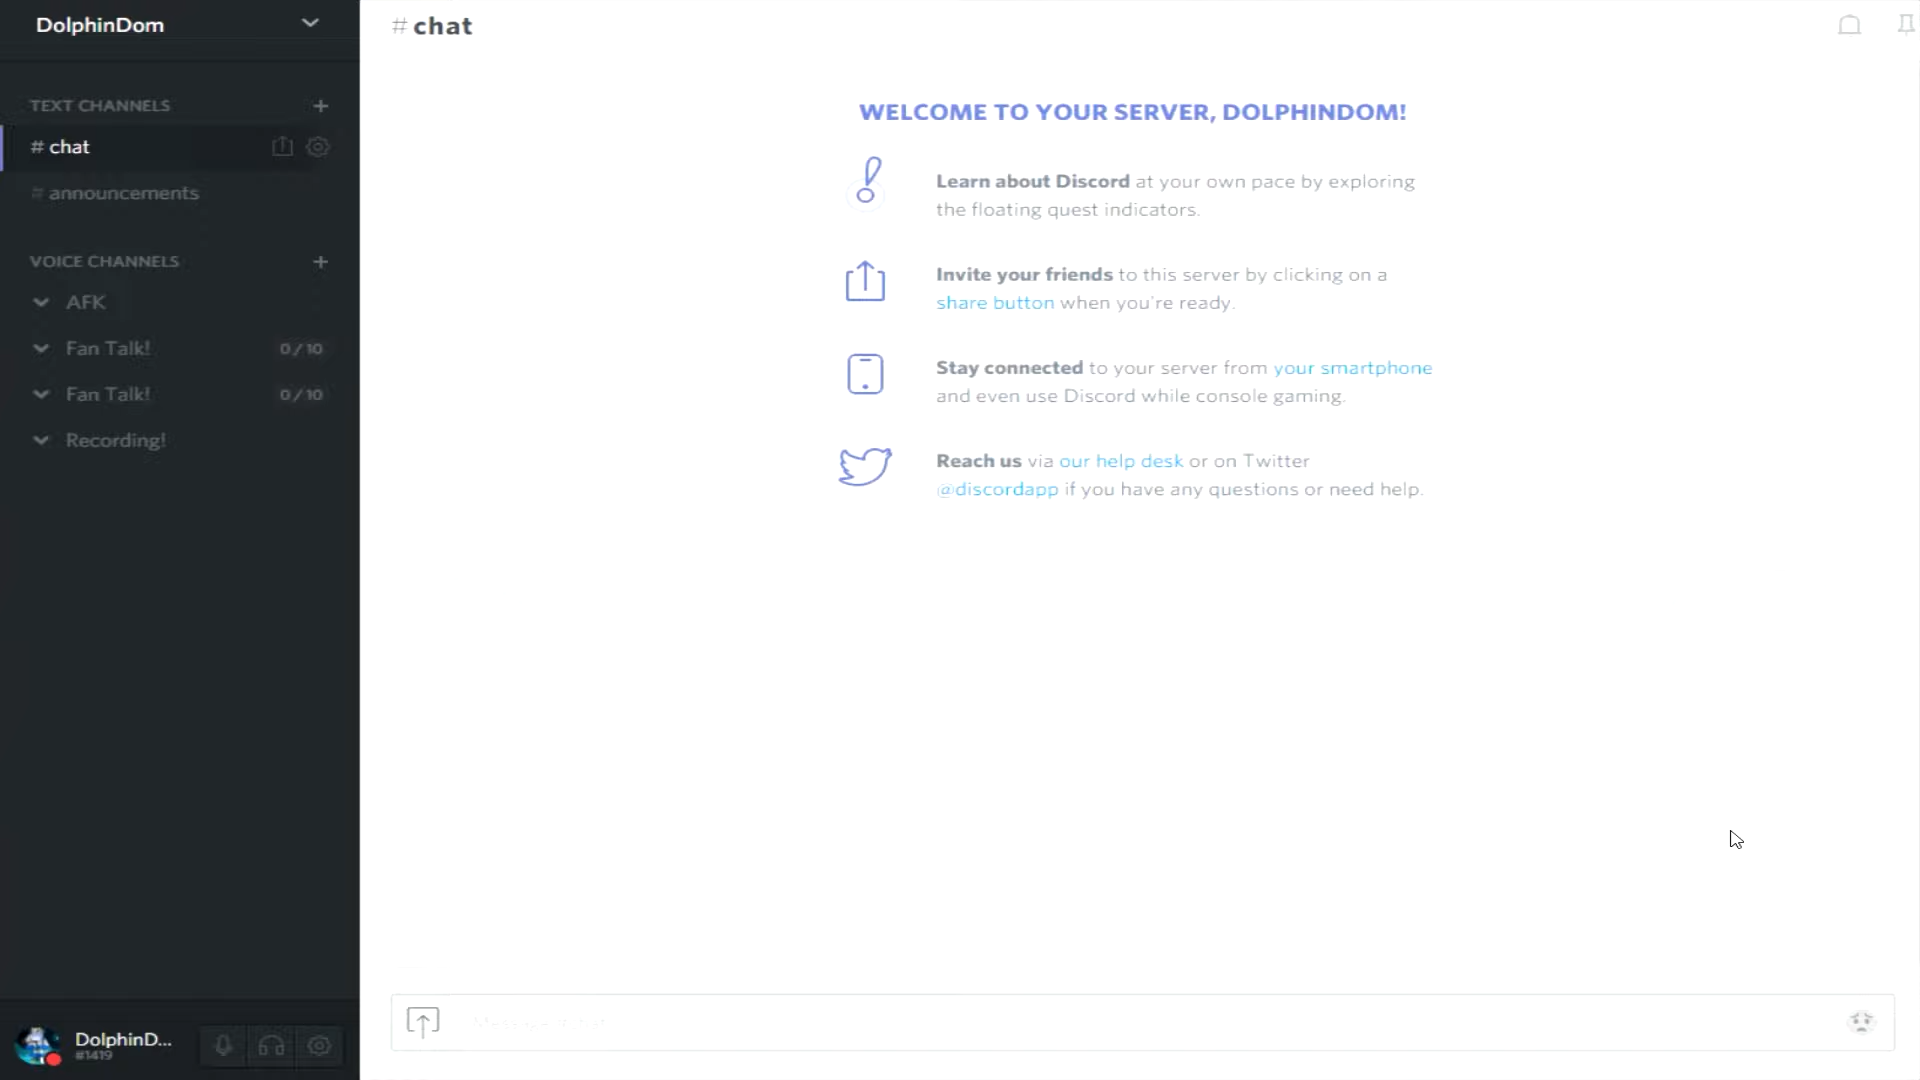 DolphinDom
TEXT CHANNELS
# chat
# announcements
VOICE CHANNELS
AFK
Fan Talk! 0/10
Fan Talk! 0/10
Recording!
DolphinD...
#1419
# chat
WELCOME TO YOUR SERVER, DOLPHINDOM!
Learn about Discord at your own pace by exploring
the floating quest indicators.
Invite your friends to this server by clicking on a
share button when you're ready.
Stay connected to your server from your smartphone
and even use Discord while console gaming.
Reach us via our help desk or on Twitter
@discordapp if you have any questions or need help.